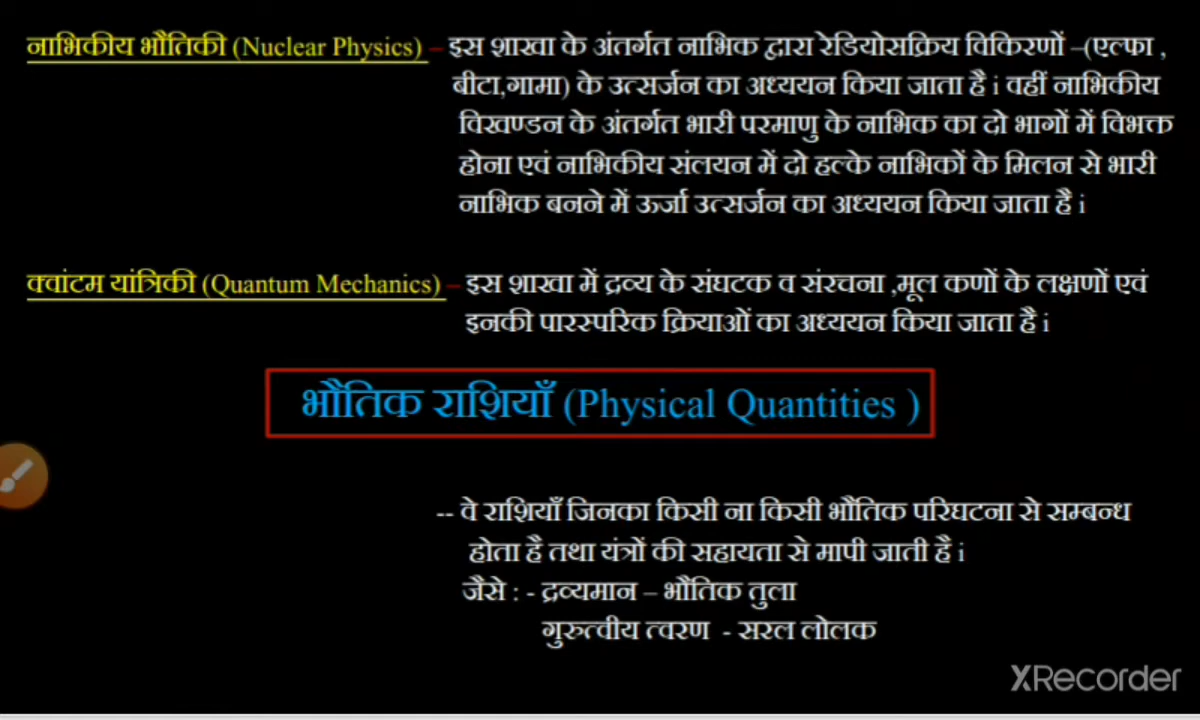 नाभिकीय भौतिकी (Nuclear Physics) – इस शाखा के अंतर्गत नाभिक द्वारा रेडियोसक्रिय विकिरणों –(एल्फा ,
बीटा,गामा) के उत्सर्जन का अध्ययन किया जाता है i वहीं नाभिकीय
विखण्डन के अंतर्गत भारी परमाणु के नाभिक का दो भागों में विभक्त
होना एवं नाभिकीय संलयन में दो हल्के नाभिकों के मिलन से भारी
नाभिक बनने में ऊर्जा उत्सर्जन का अध्ययन किया जाता है i
क्वांटम यांत्रिकी (Quantum Mechanics) – इस शाखा में द्रव्य के संघटक व संरचना ,मूल कणों के लक्षणों एवं
इनकी पारस्परिक क्रियाओं का अध्ययन किया जाता है i
भौतिक राशियाँ (Physical Quantities )
-- वे राशियाँ जिनका किसी ना किसी भौतिक परिघटना से सम्बन्ध
होता है तथा यंत्रों की सहायता से मापी जाती है i
जैसे : - द्रव्यमान – भौतिक तुला
गुरुत्वीय त्वरण - सरल लोलक
XRecorder